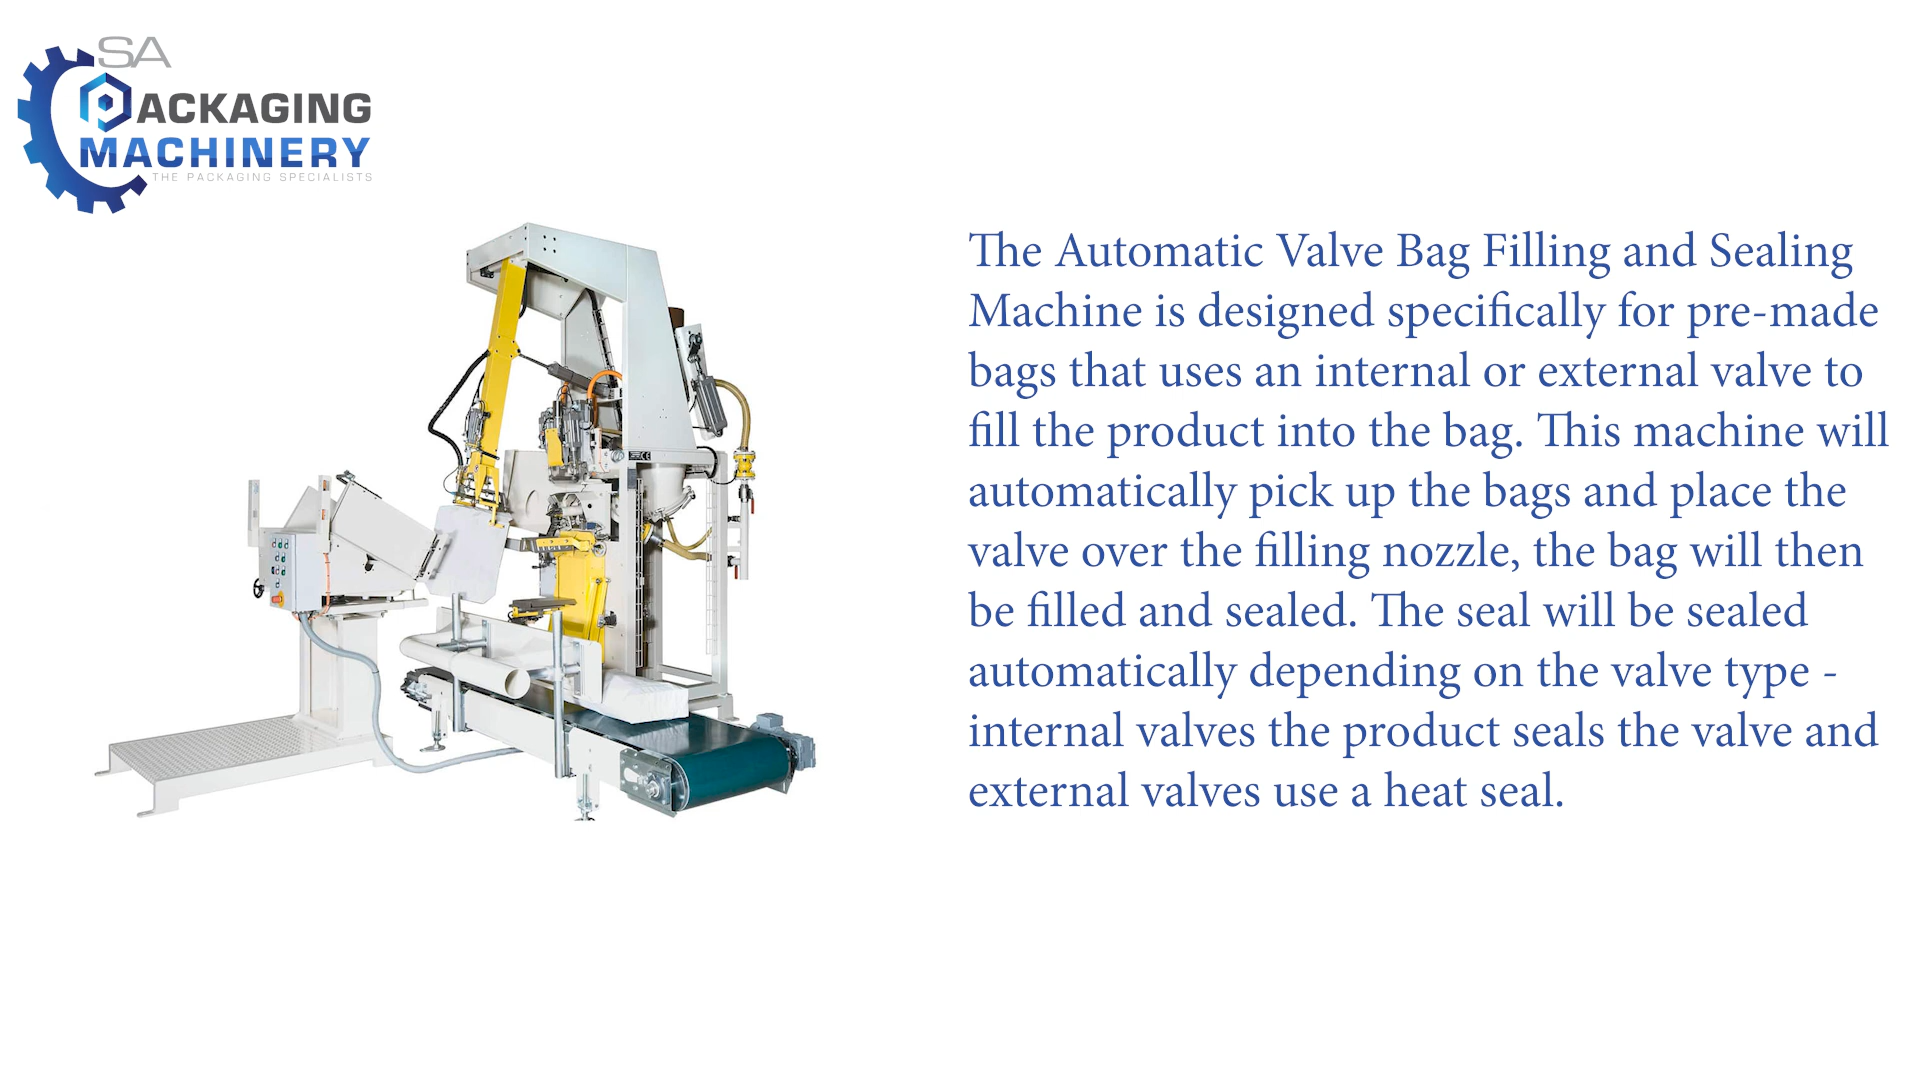 SA
PACKAGING
MACHINERY
THE PACKAGING SPECIALISTS
The Automatic Valve Bag Filling and Sealing
Machine is designed specifically for pre-made
bags that uses an internal or external valve to
fill the product into the bag. This machine will
automatically pick up the bags and place the
valve over the filling nozzle, the bag will then
be filled and sealed. The seal will be sealed
automatically depending on the valve type -
internal valves the product seals the valve and
external valves use a heat seal.